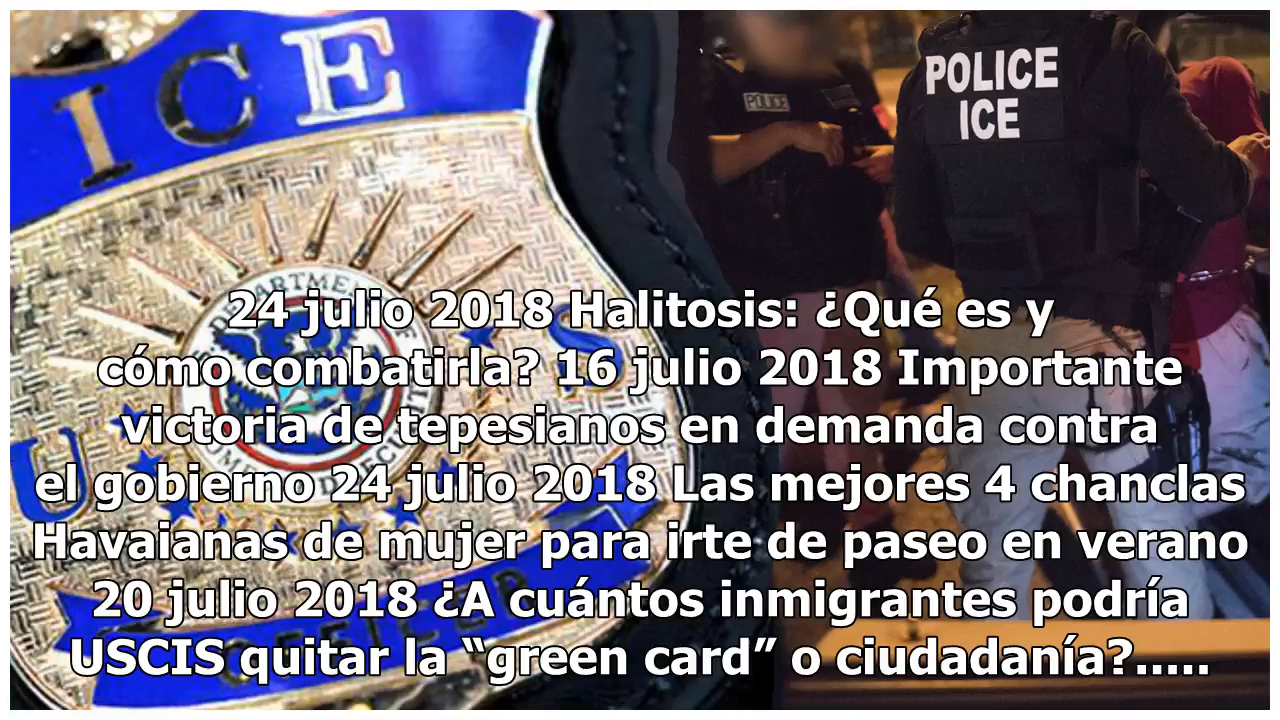 ICE
POLICE
POLICE
ICE
DEPARTME
24 julio 2018 Halitosis: ¿Qué es y
cómo combatirla? 16 julio 2018 Importante
victoria de tepesianos en demanda contra
el gobierno 24 julio 2018 Las mejores 4 chanclas
Havaianas de mujer para irte de paseo en verano
20 julio 2018 ¿A cuántos inmigrantes podría
USCIS quitar la “green card” o ciudadanía?.....
U
S
OFFICER